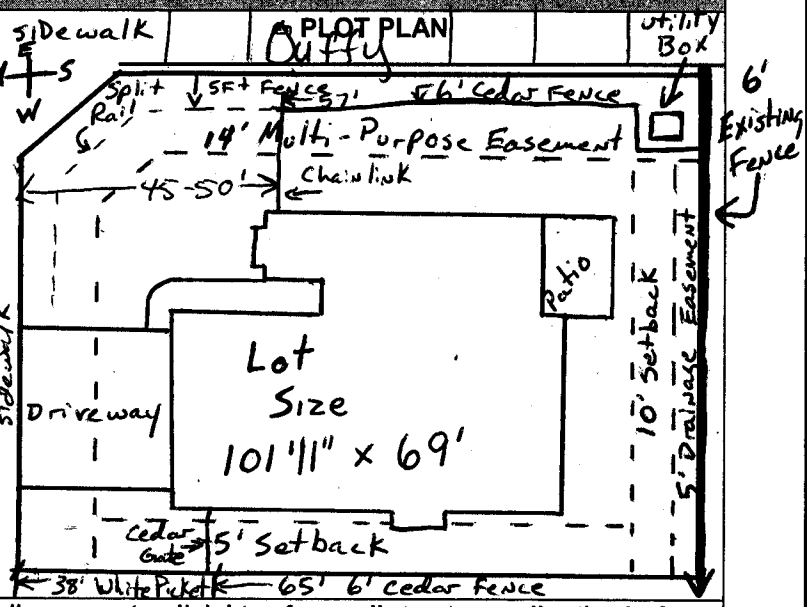 SiDewalk
PLOT PLAN
Duffy
utility
Box
E
S
W
Split
Rail
5Ft Fence
57'
6' Cedar Fence
6'
Existing
Fence
14' Multi-Purpose Easement
45-50'
Chainlink
Patio
sidewalk
Driveway
Lot
Size
101'11" x 69'
10' Setback
5' Drainage Easement
Cedar
Gate
5' Setback
38' White Picket
65' 6' Cedar Fence